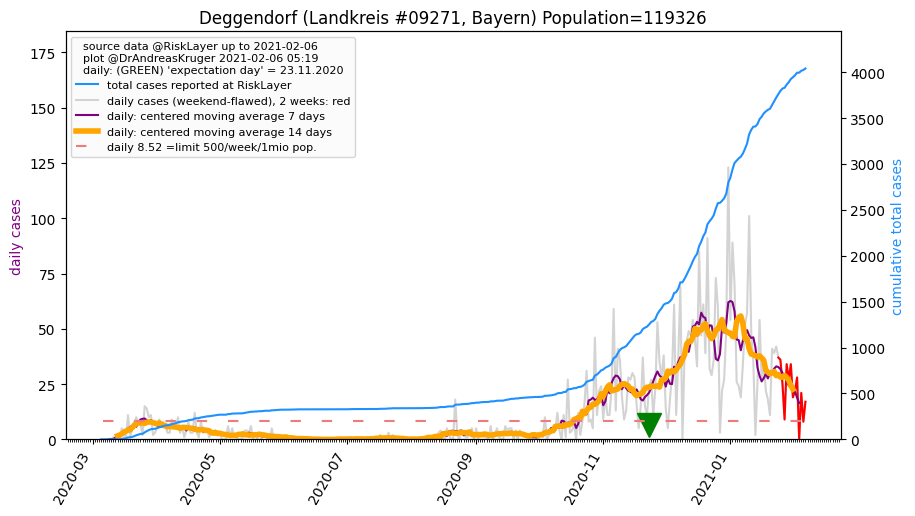 Deggendorf (Landkreis #09271, Bayern) Population=119326
source data @RiskLayer up to 2021-02-06
plot @DrAndreasKruger 2021-02-06 05:19
daily: (GREEN) 'expectation day' = 23.11.2020
total cases reported at RiskLayer
daily cases (weekend-flawed), 2 weeks: red
daily: centered moving average 7 days
daily: centered moving average 14 days
daily 8.52 =limit 500/week/1mio pop.
daily cases
175
150
125
100
75
50
25
0
cumulative total cases
4000
3500
3000
2500
2000
1500
1000
500
0
2020-03
2020-05
2020-07
2020-09
2020-11
2021-01